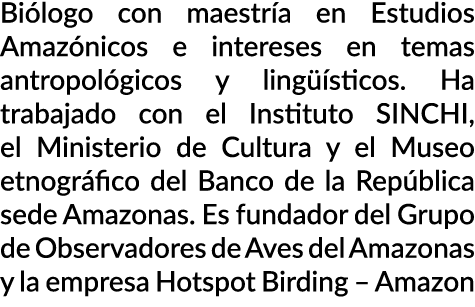 Biólogo con maestría en Estudios
Amazónicos e intereses en temas
antropológicos y lingüísticos. Ha
trabajado con el Instituto SINCHI,
el Ministerio de Cultura y el Museo
etnográfico del Banco de la República
sede Amazonas. Es fundador del Grupo
de Observadores de Aves del Amazonas
y la empresa Hotspot Birding – Amazon